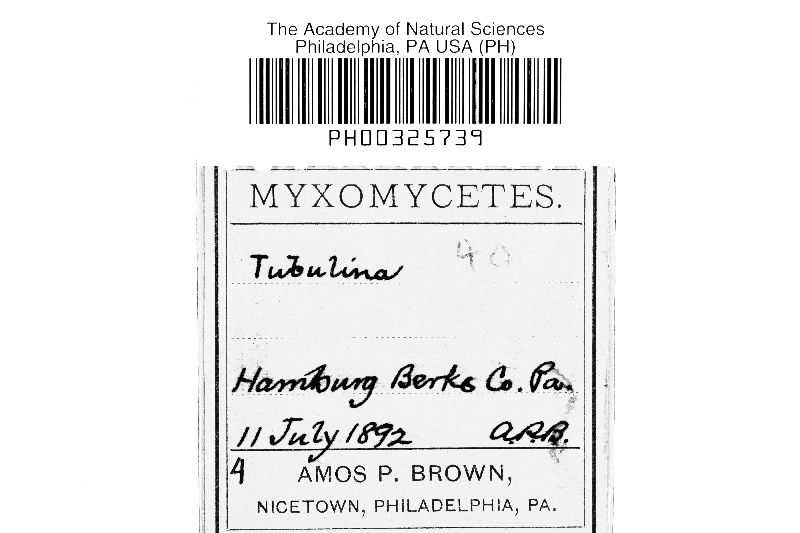 The Academy of Natural Sciences
Philadelphia, PA USA (PH)
PH00325739
MYXOMYCETES.
40
Tubulina
Hamburg Berks Co. Pa.
11 July 1892 A.P.B.
4
AMOS P. BROWN,
NICETOWN, PHILADELPHIA, PA.